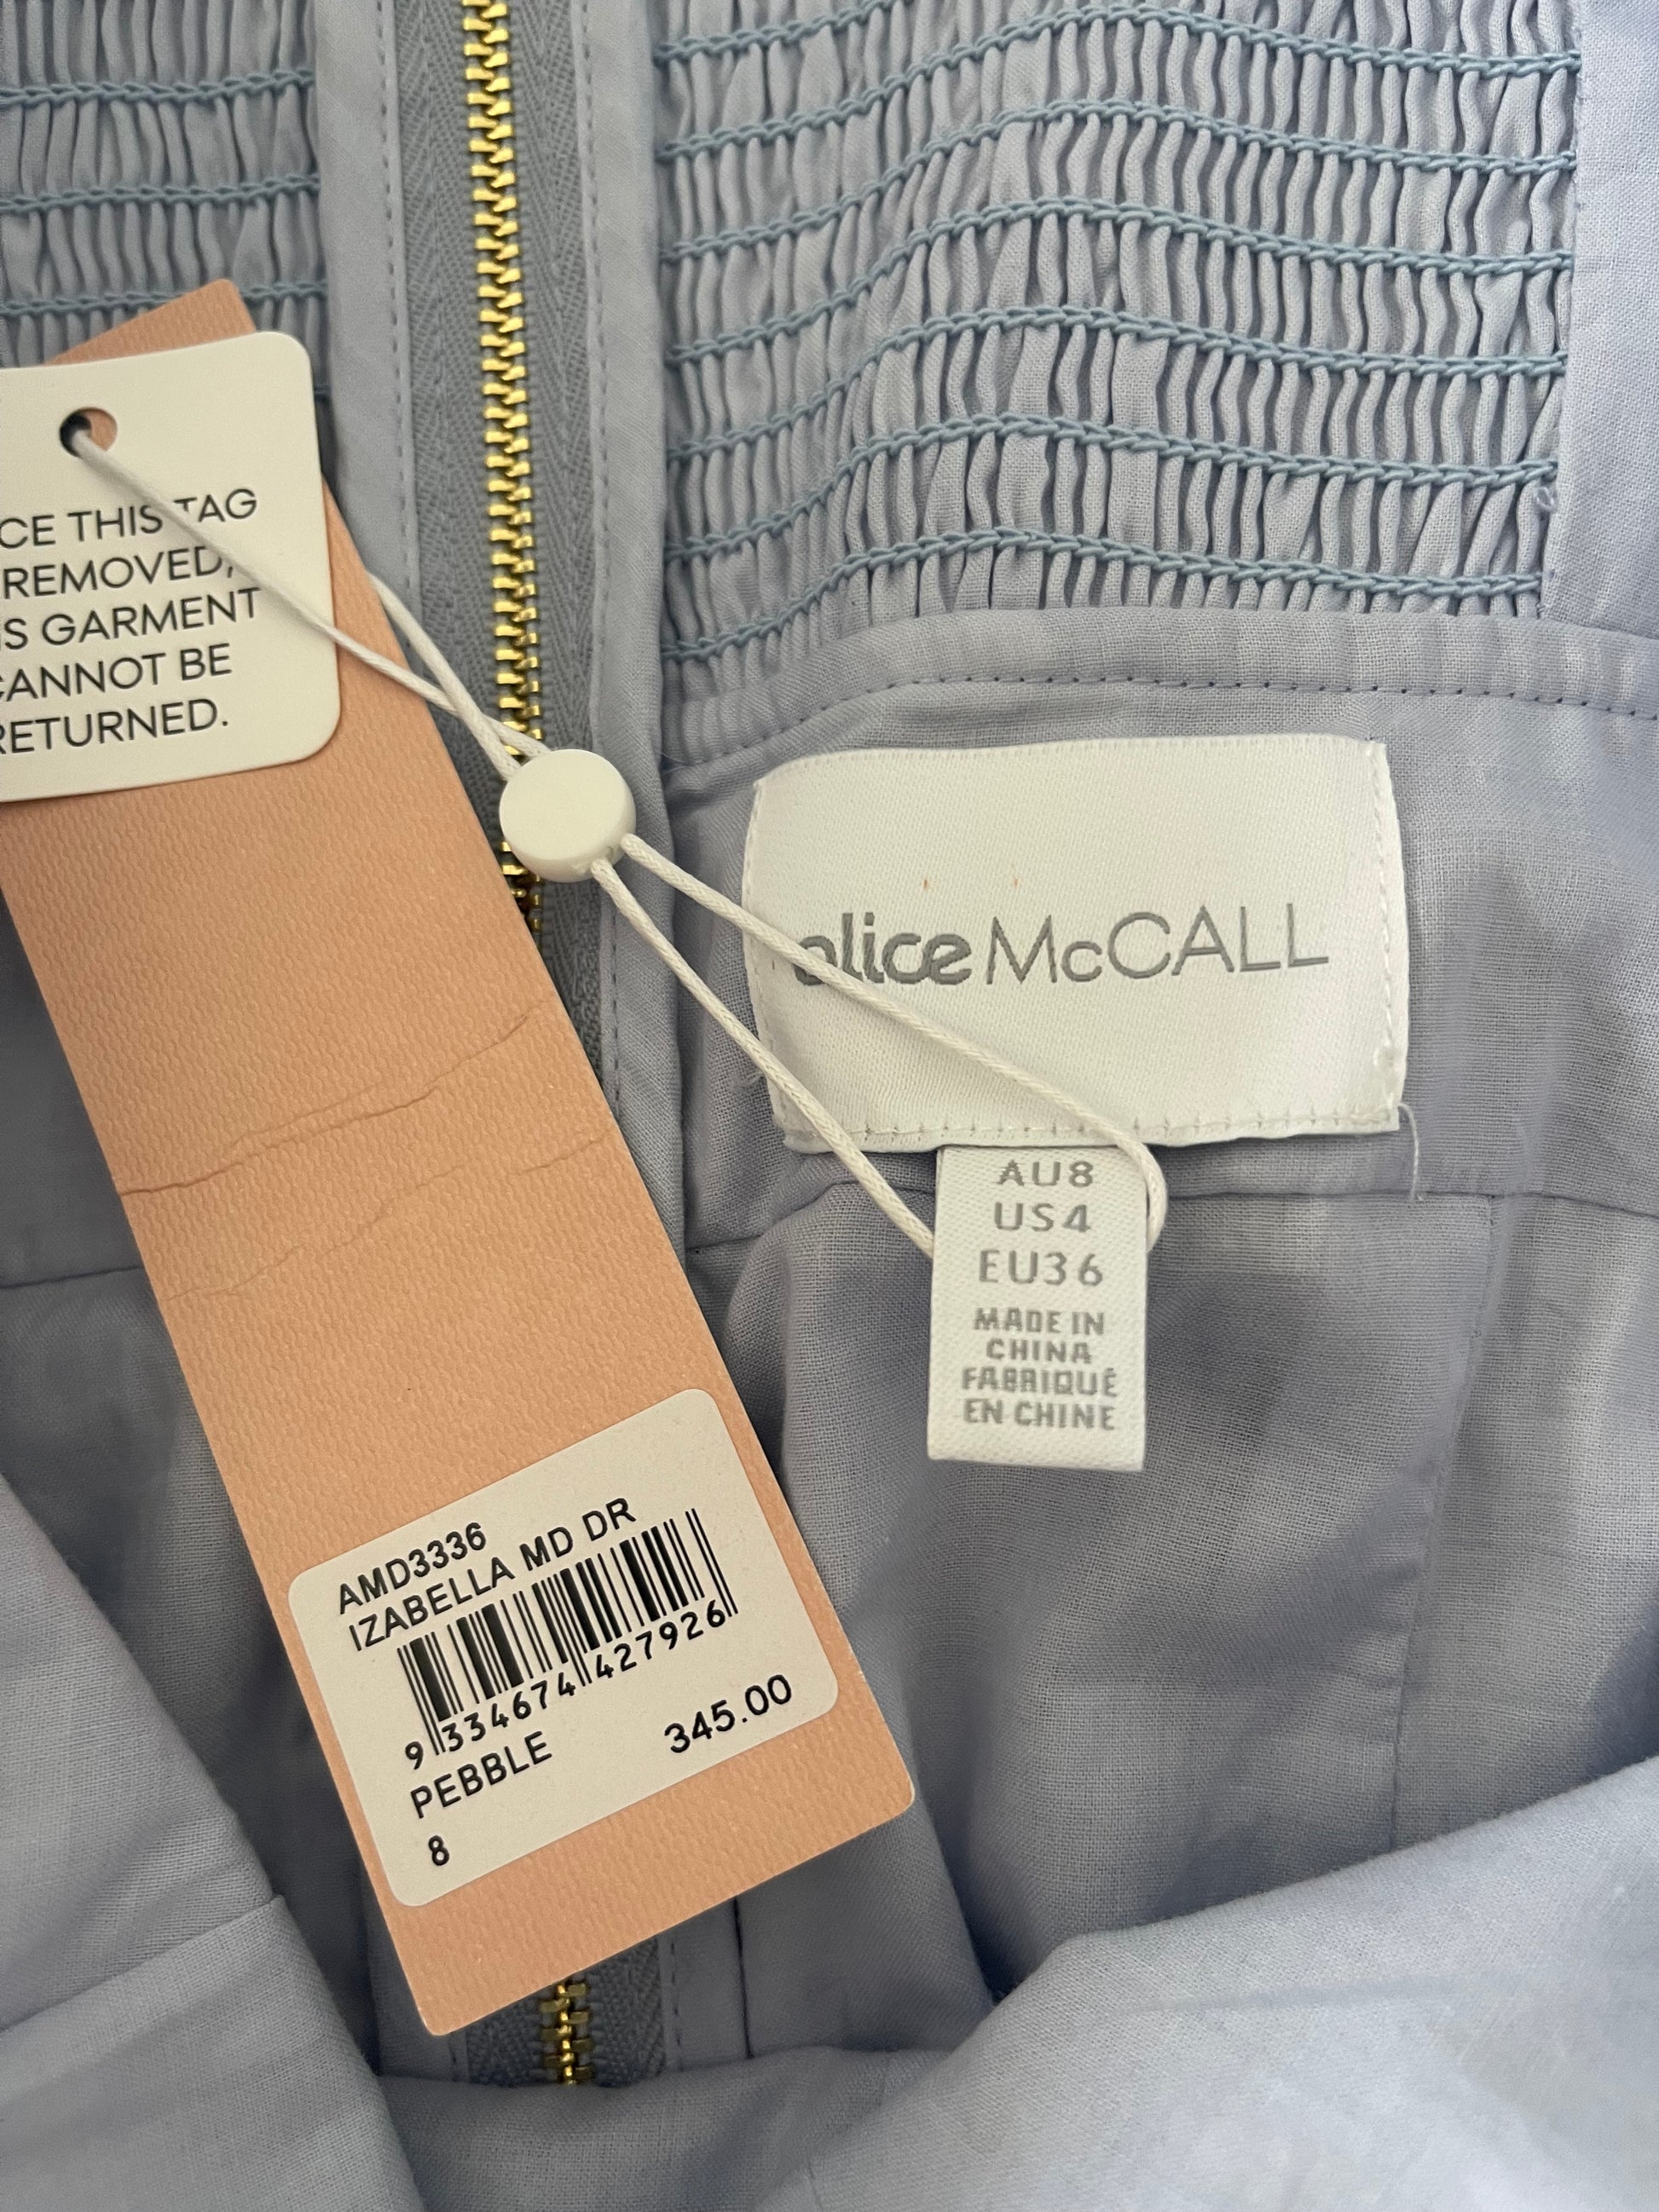 CE THIS TAG
REMOVED,
IS GARMENT
CANNOT BE
RETURNED.
alice McCALL
AU8
US4
EU36
MADE IN
CHINA
FABRIQUÉ
EN CHINE
AMD3336
IZABELLA MD DR
9 334674 427926
PEBBLE 345.00
8